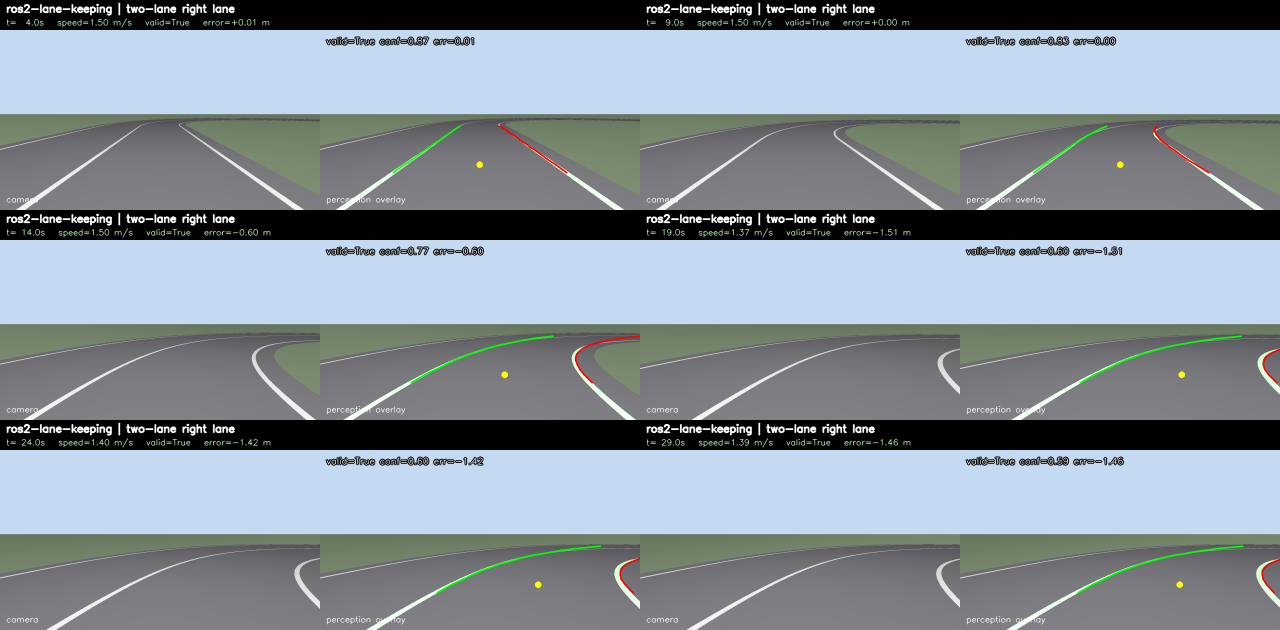 ros2-lane-keeping | two-lane right lane
t= 4.0s speed=1.50 m/s valid=True error=+0.01 m
valid=True conf=0.87 err=0.01
camera
perception overlay
ros2-lane-keeping | two-lane right lane
t= 9.0s speed=1.50 m/s valid=True error=+0.00 m
valid=True conf=0.83 err=0.00
camera
perception overlay
ros2-lane-keeping | two-lane right lane
t= 14.0s speed=1.50 m/s valid=True error=-0.60 m
valid=True conf=0.77 err=-0.60
camera
perception overlay
ros2-lane-keeping | two-lane right lane
t= 19.0s speed=1.37 m/s valid=True error=-1.51 m
valid=True conf=0.60 err=-1.51
camera
perception overlay
ros2-lane-keeping | two-lane right lane
t= 24.0s speed=1.40 m/s valid=True error=-1.42 m
valid=True conf=0.60 err=-1.42
camera
perception overlay
ros2-lane-keeping | two-lane right lane
t= 29.0s speed=1.39 m/s valid=True error=-1.46 m
valid=True conf=0.59 err=-1.46
camera
perception overlay